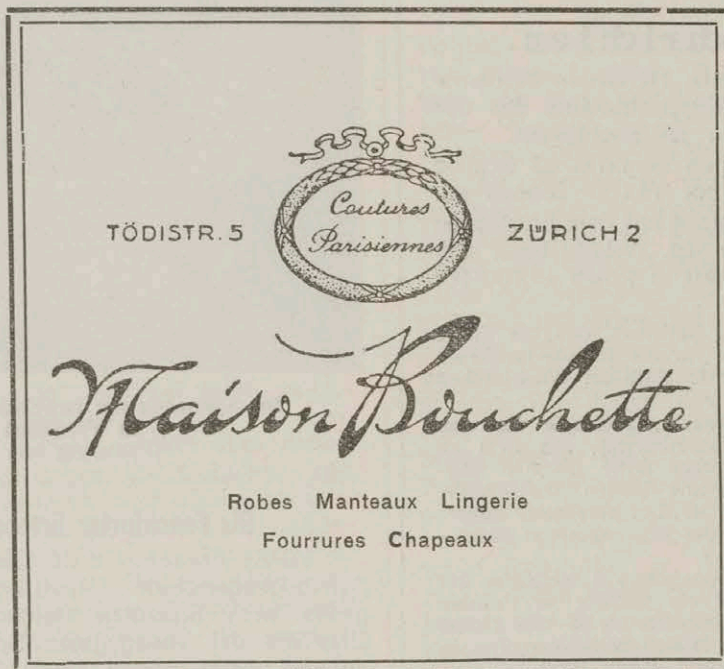 Coutures
Parisiennes
TÖDISTR. 5 ZÜRICH 2
Maison Bouchette
Robes Manteaux Lingerie
Fourrures Chapeaux